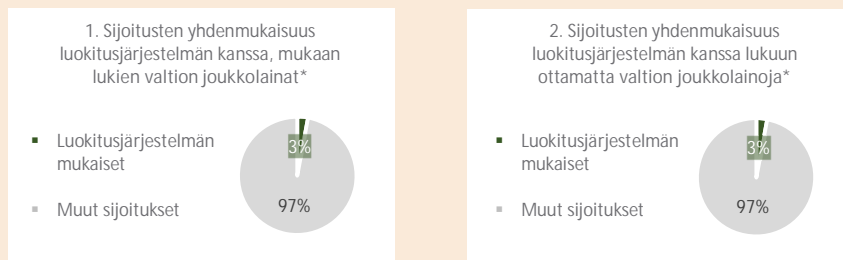 1. Sijoitusten yhdenmukaisuus
luokitusjärjestelmän kanssa, mukaan
lukien valtion joukkolainat*
Luokitusjärjestelmän
mukaiset
Muut sijoitukset
3%
97%
2. Sijoitusten yhdenmukaisuus
luokitusjärjestelmän kanssa lukuun
ottamatta valtion joukkolainoja*
Luokitusjärjestelmän
mukaiset
Muut sijoitukset
3%
97%